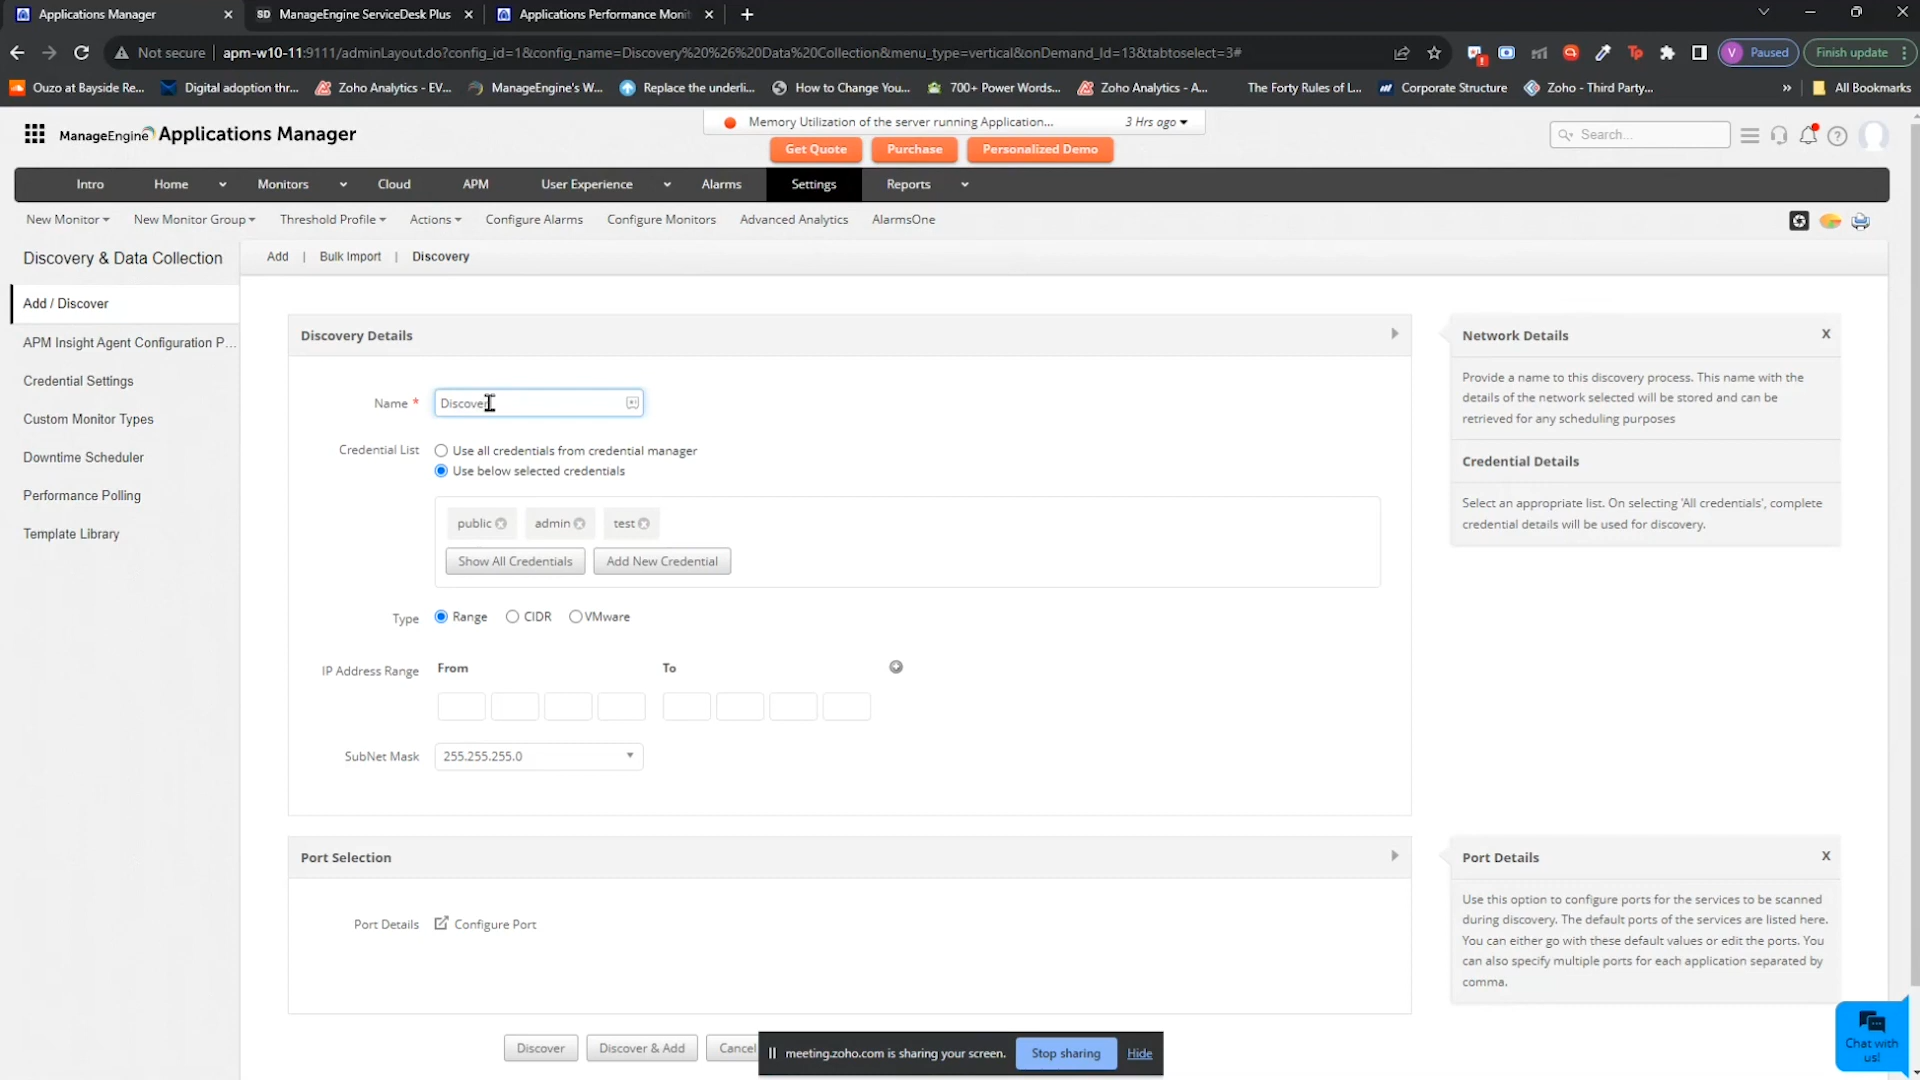 Applications Manager
ManageEngine ServiceDesk Plus
Applications Performance Monit
Not secure
apm-w10-11:9111/adminLayout.do?config_id=1&config_name=Discovery%20%26%20Data%20Collection&menu_type=vertical&onDemand_Id=13&tabtoselect=3#
V Paused
Finish update
Ouzo at Bayside Re...
Digital adoption thr...
Zoho Analytics - EV...
ManageEngine's W...
Replace the underli...
How to Change You...
700+ Power Words...
Zoho Analytics - A...
The Forty Rules of L...
Corporate Structure
Zoho - Third Party...
»
All Bookmarks
ManageEngine Applications Manager
Memory Utilization of the server running Application...
3 Hrs ago
Search...
Get Quote
Purchase
Personalized Demo
Intro
Home
Monitors
Cloud
APM
User Experience
Alarms
Settings
Reports
New Monitor
New Monitor Group
Threshold Profile
Actions
Configure Alarms
Configure Monitors
Advanced Analytics
AlarmsOne
Discovery & Data Collection
Add | Bulk Import | Discovery
Add / Discover
APM Insight Agent Configuration P...
Credential Settings
Custom Monitor Types
Downtime Scheduler
Performance Polling
Template Library
Discovery Details
Name *
Discover
Credential List
Use all credentials from credential manager
Use below selected credentials
public
admin
test
Show All Credentials
Add New Credential
Type
Range
CIDR
VMware
IP Address Range
From
To
SubNet Mask
255.255.255.0
Port Selection
Port Details
Configure Port
Discover
Discover & Add
Cancel
Network Details
X
Provide a name to this discovery process. This name with the
details of the network selected will be stored and can be
retrieved for any scheduling purposes
Credential Details
Select an appropriate list. On selecting 'All credentials', complete
credential details will be used for discovery.
Port Details
X
Use this option to configure ports for the services to be scanned
during discovery. The default ports of the services are listed here.
You can either go with these default values or edit the ports. You
can also specify multiple ports for each application separated by
comma.
meeting.zoho.com is sharing your screen.
Stop sharing
Hide
Chat with
us!